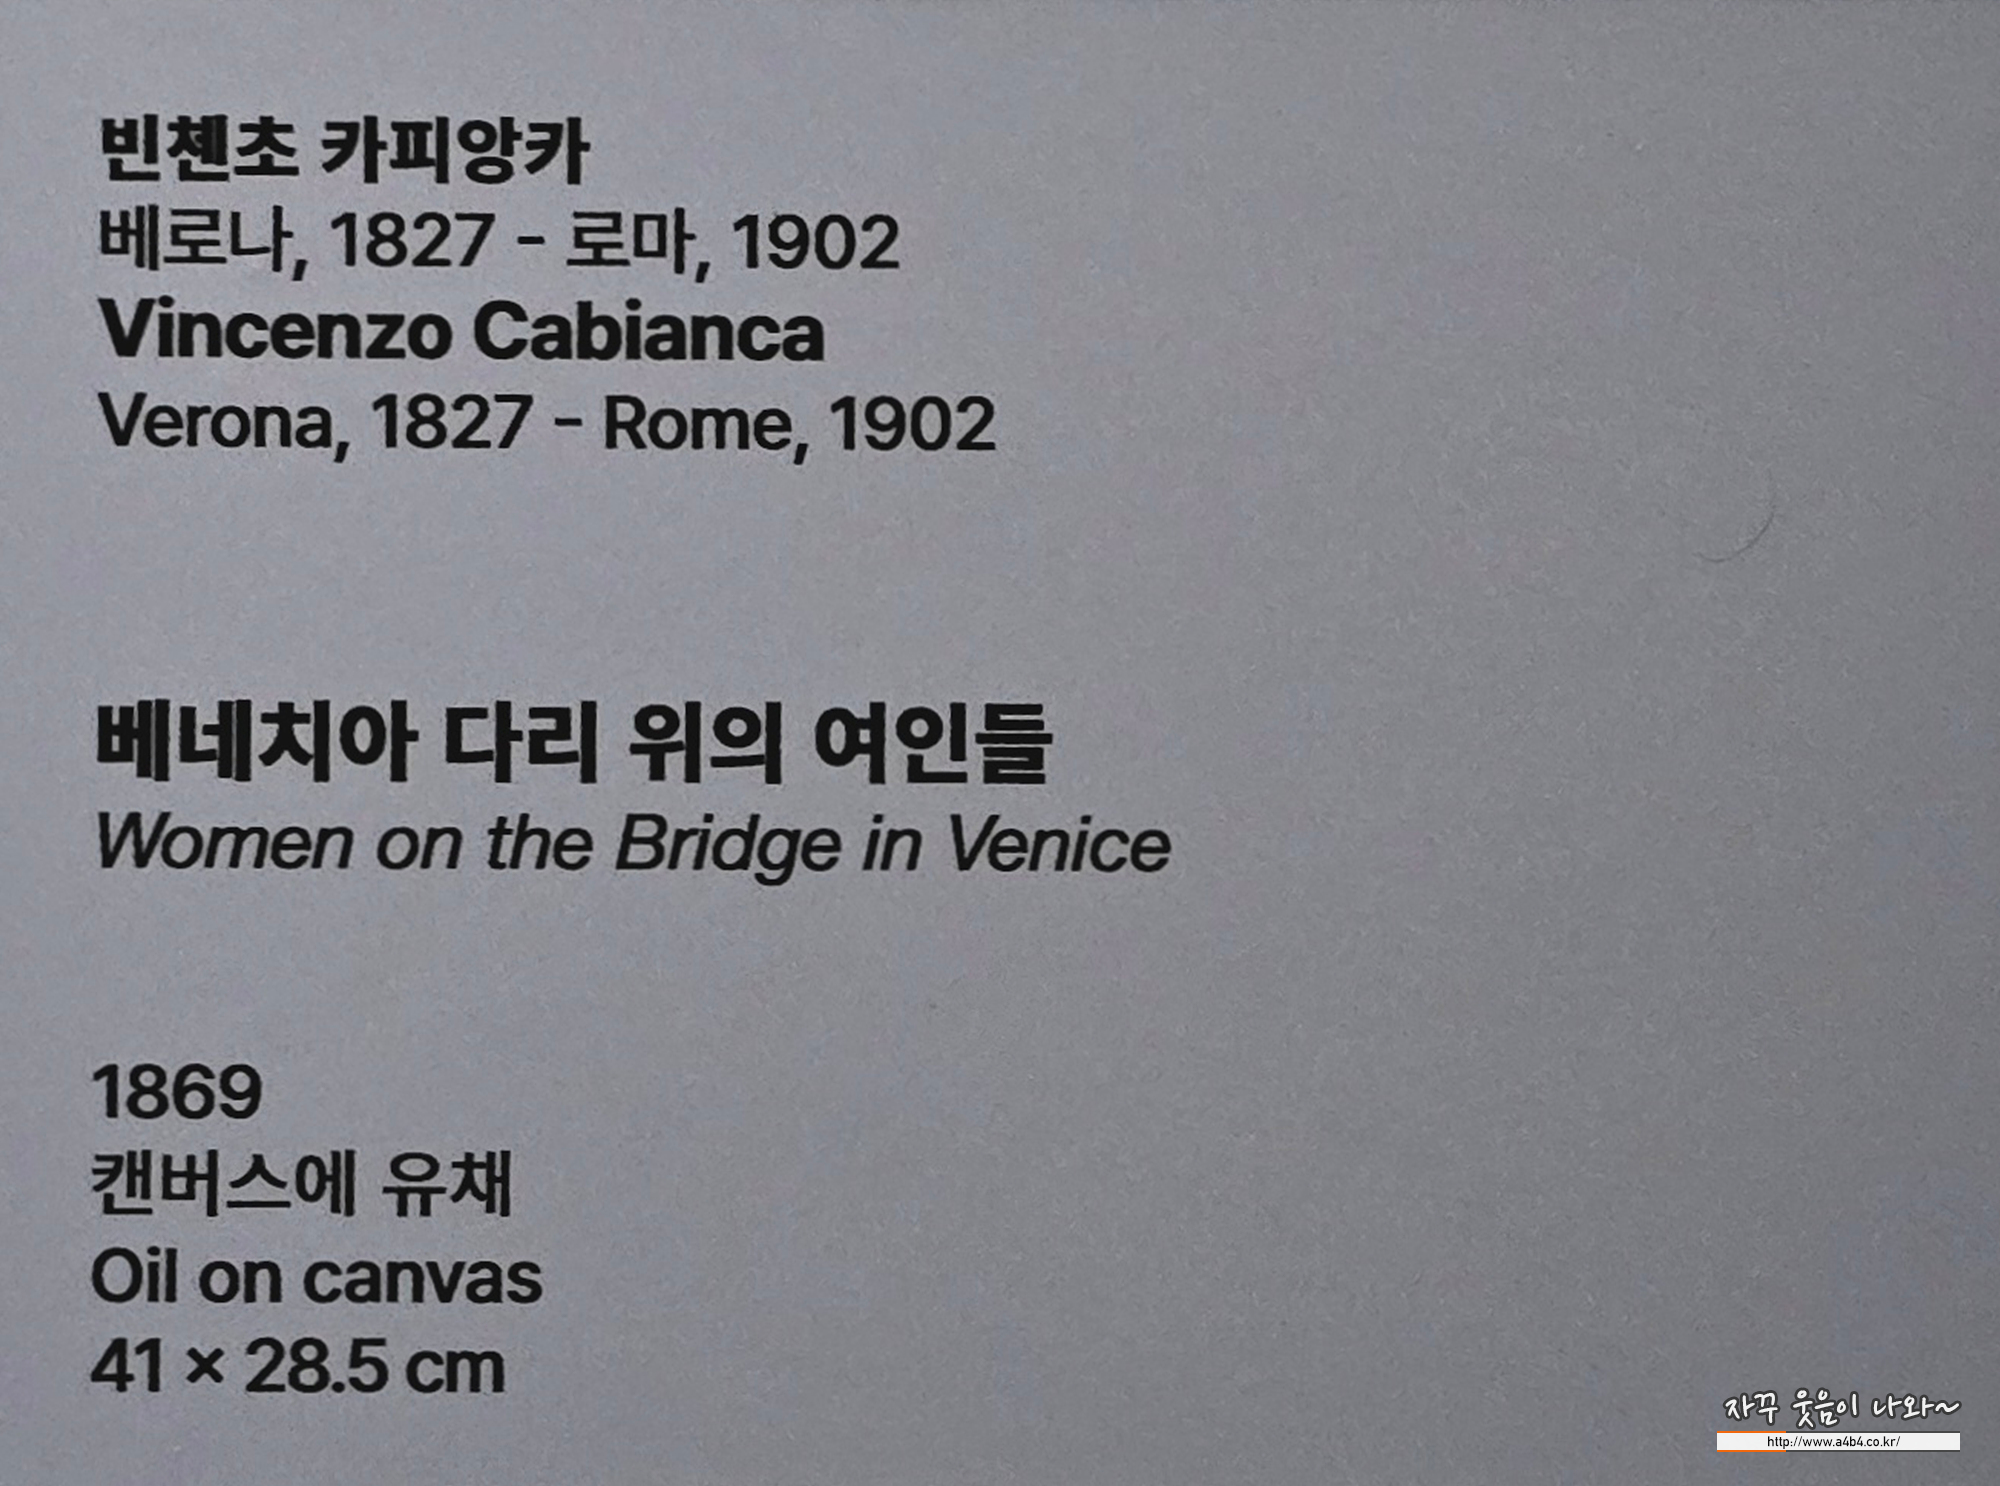 빈첸초 카피앙카
베로나, 1827 - 로마, 1902
Vincenzo Cabianca
Verona, 1827 - Rome, 1902
베네치아 다리 위의 여인들
Women on the Bridge in Venice
1869
캔버스에 유채
Oil on canvas
41 × 28.5 cm
자꾸 웃음이 나와~
http://www.a4b4.co.kr/